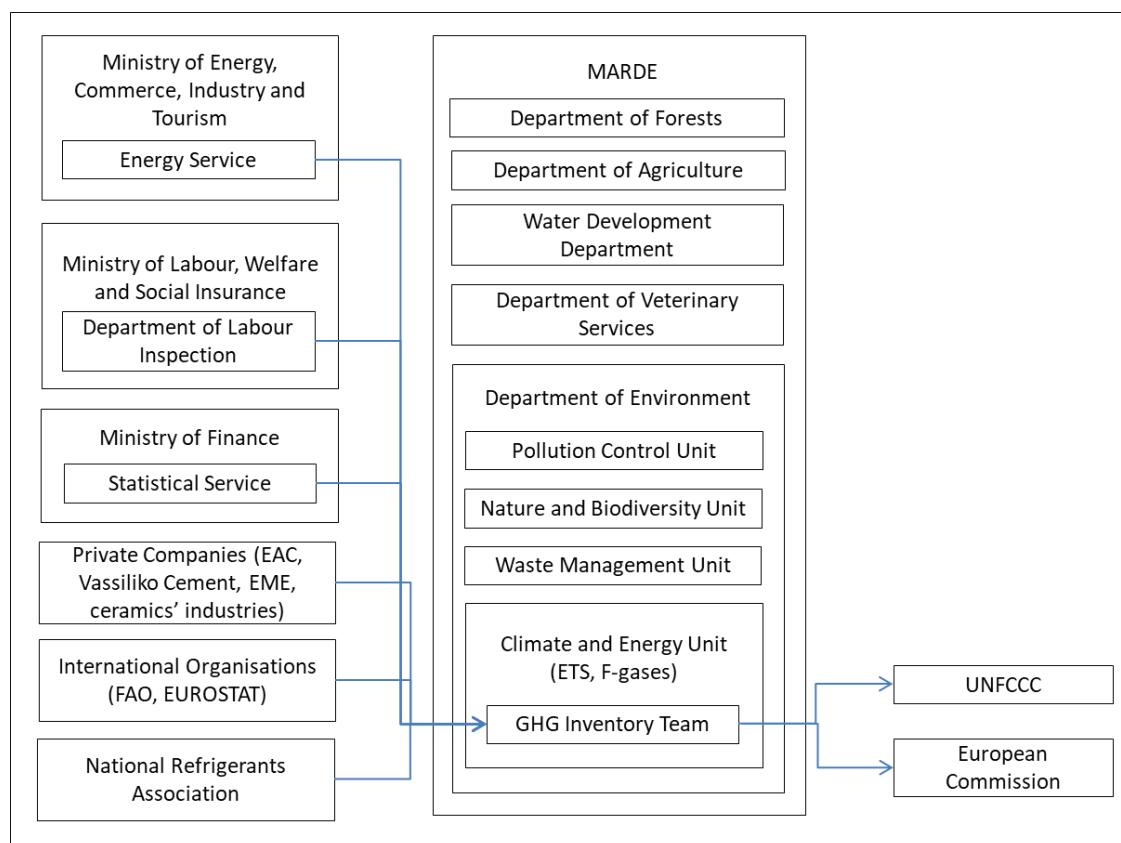 Ministry of Energy,
Commerce, Industry and
Tourism
Energy Service
Ministry of Labour, Welfare
and Social Insurance
Department of Labour
Inspection
Ministry of Finance
Statistical Service
Private Companies (EAC,
Vassiliko Cement, EME,
ceramics’ industries)
International Organisations
(FAO, EUROSTAT)
National Refrigerants
Association
MARDE
Department of Forests
Department of Agriculture
Water Development
Department
Department of Veterinary
Services
Department of Environment
Pollution Control Unit
Nature and Biodiversity Unit
Waste Management Unit
Climate and Energy Unit
(ETS, F-gases)
GHG Inventory Team
UNFCCC
European
Commission